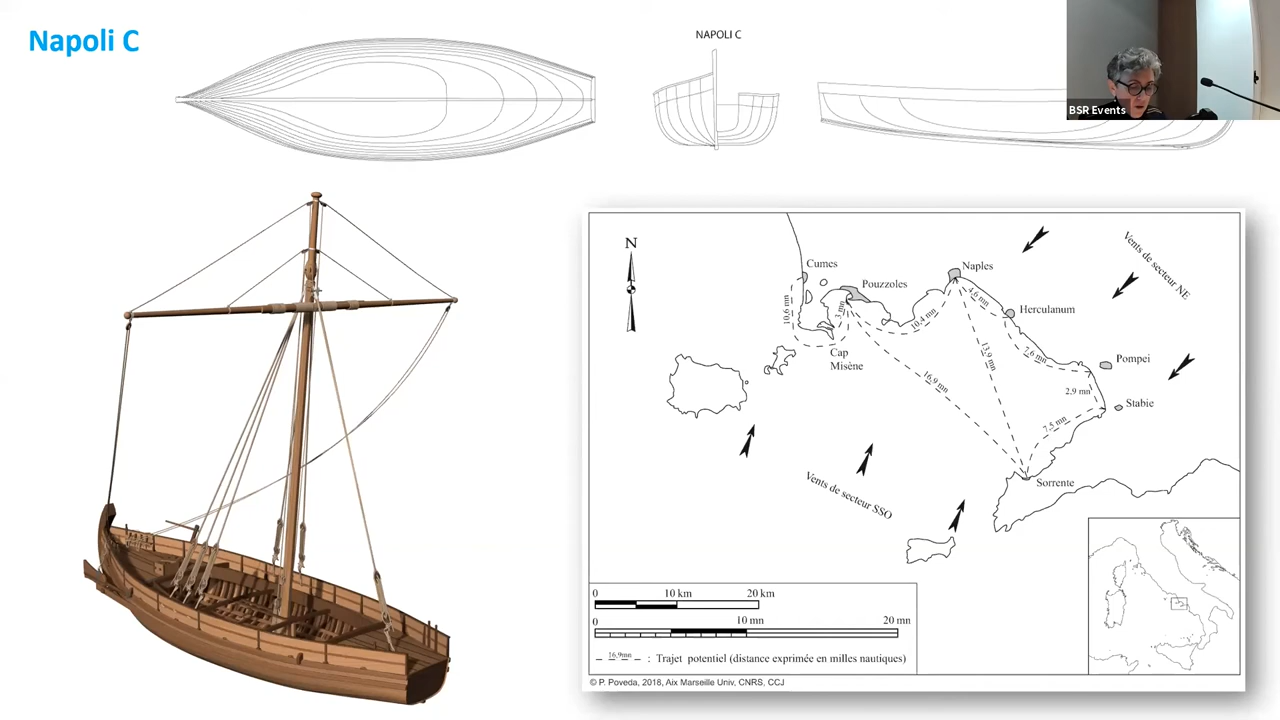 Napoli C
NAPOLI C
BSR Events
N
Cumes
Pouzzoles
Naples
Herculanum
Cap
Misène
Pompei
Stabie
Sorrente
10,6 mn
3 mn
10,4 mn
4,6 mn
7,6 mn
2,9 mn
7,5 mn
13,9 mn
16,9 mn
Vents de secteur NE
Vents de secteur SSO
0 10 km 20 km
0 10 mn 20 mn
16,9mn : Trajet potentiel (distance exprimée en milles nautiques)
© P. Poveda, 2018, Aix Marseille Univ, CNRS, CCJ